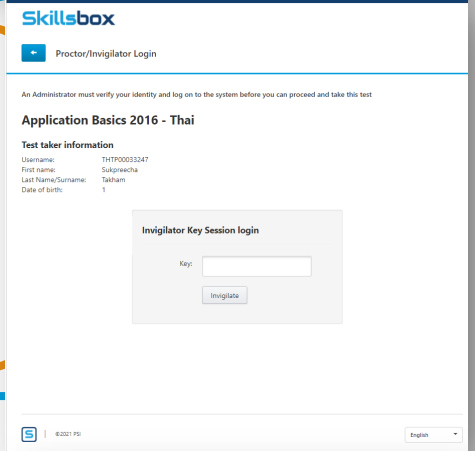 Skillsbox
Proctor/Invigilator Login
An Administrator must verify your identity and log on to the system before you can proceed and take this test
Application Basics 2016 - Thai
Test taker information
Username: THTP00033247
First name: Sukpreecha
Last Name/Surname: Takham
Date of birth: 1
Invigilator Key Session login
Key:
Invigilate
S | ©2021 PSI
English